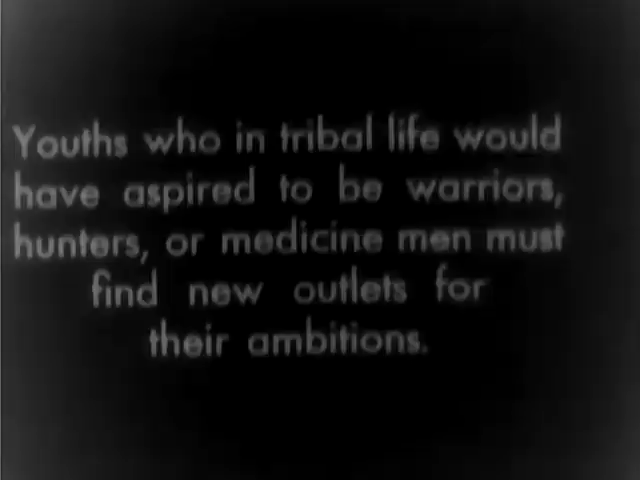 Youths who in tribal life would
have aspired to be warriors,
hunters, or medicine men must
find new outlets for
their ambitions.